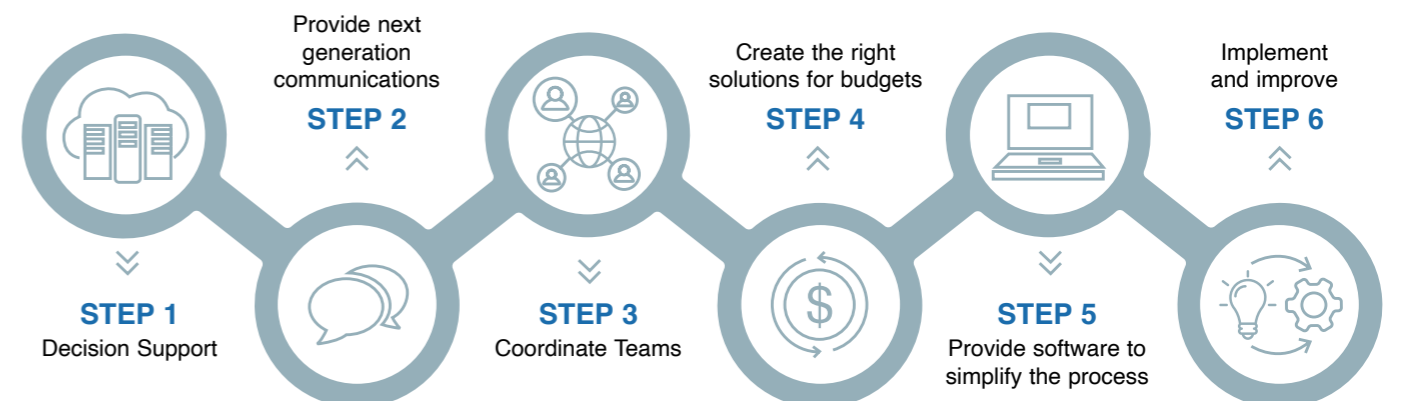 STEP 1
Decision Support
Provide next
generation
communications
STEP 2
STEP 3
Coordinate Teams
Create the right
solutions for budgets
STEP 4
$
STEP 5
Provide software to
simplify the process
Implement
and improve
STEP 6